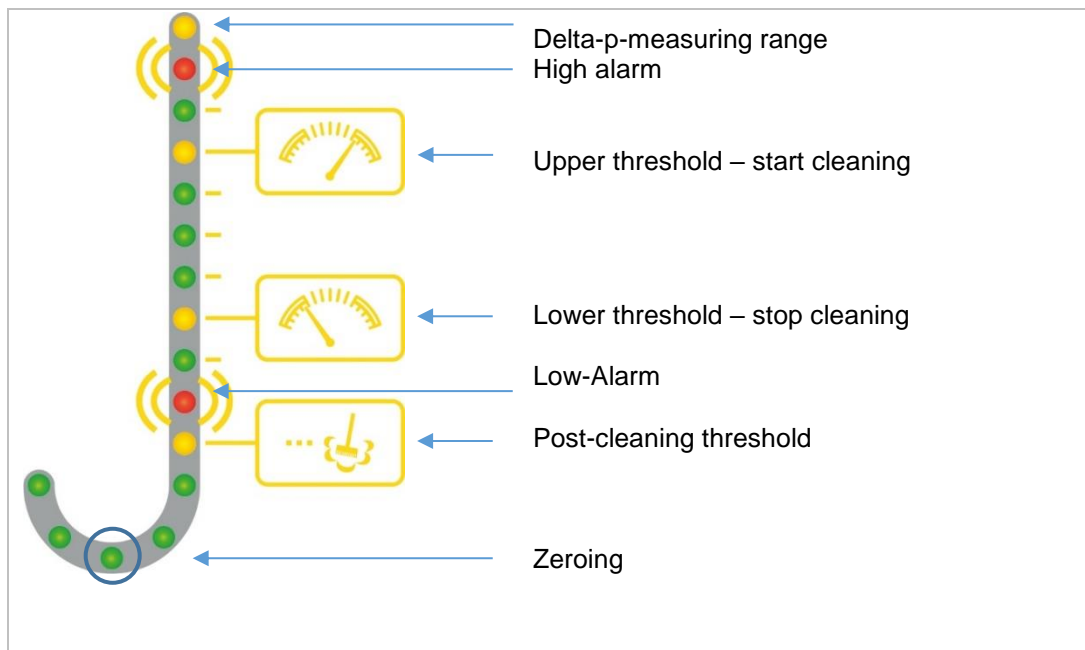 Delta-p-measuring range
High alarm
Upper threshold – start cleaning
Lower threshold – stop cleaning
Low-Alarm
Post-cleaning threshold
Zeroing